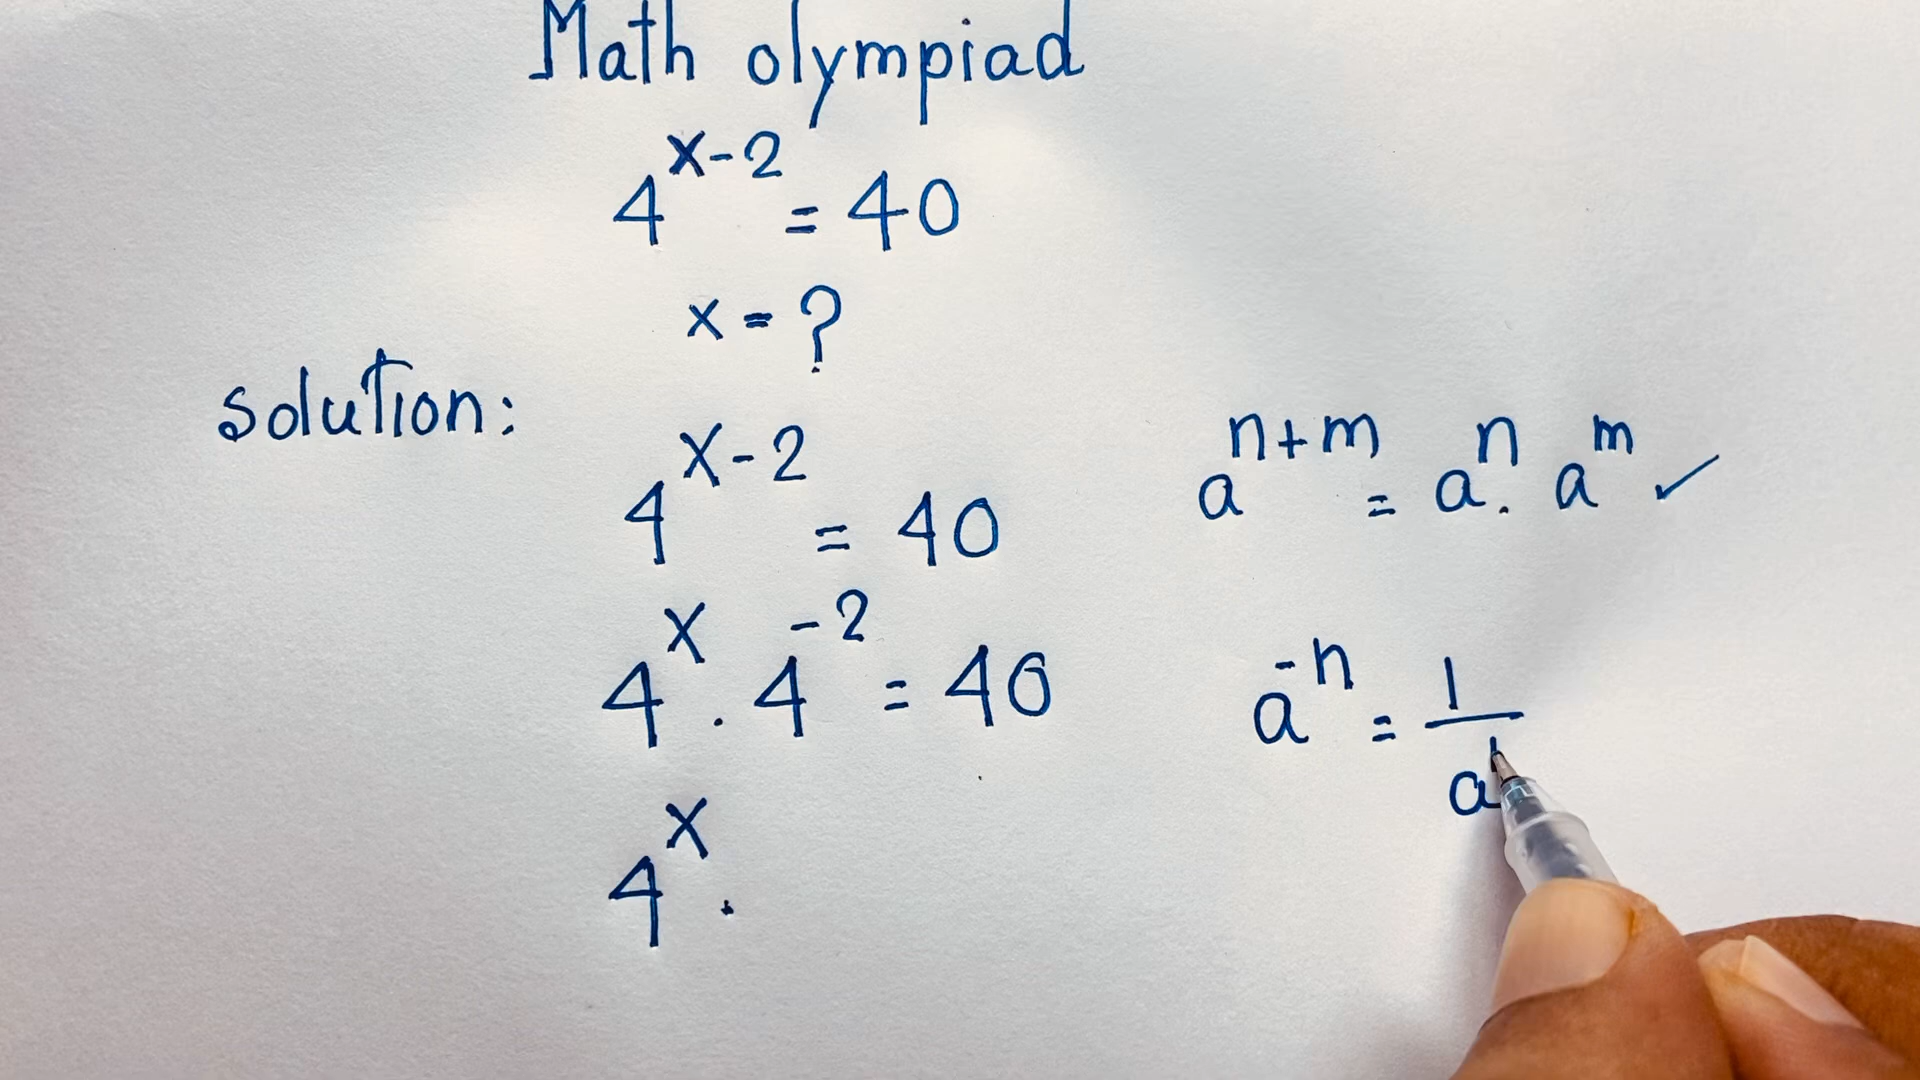 Math olympiad
4^{x-2} = 40
x = ?
solution:
4^{x-2} = 40
a^{n+m} = a^n . a^m ✓
4^x . 4^{-2} = 40
a^{-n} = 1/a
4^x .